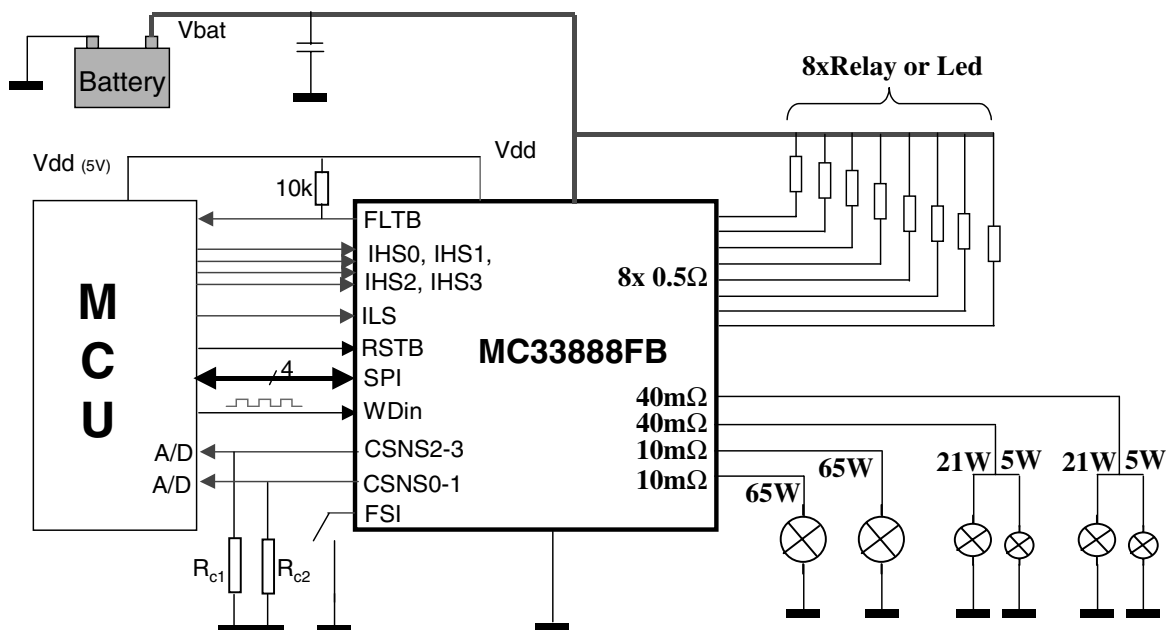 Vbat
Battery
8xRelay or Led
Vdd (5V)
Vdd
10k
FLTB
IHS0, IHS1,
IHS2, IHS3
8x 0.5Ω
ILS
M
C
U
MC33888FB
RSTB
4
SPI
40mΩ
WDin
40mΩ
A/D
CSNS2-3
10mΩ
65W
21W
5W
21W
5W
A/D
CSNS0-1
10mΩ
65W
FSI
Rc1
Rc2